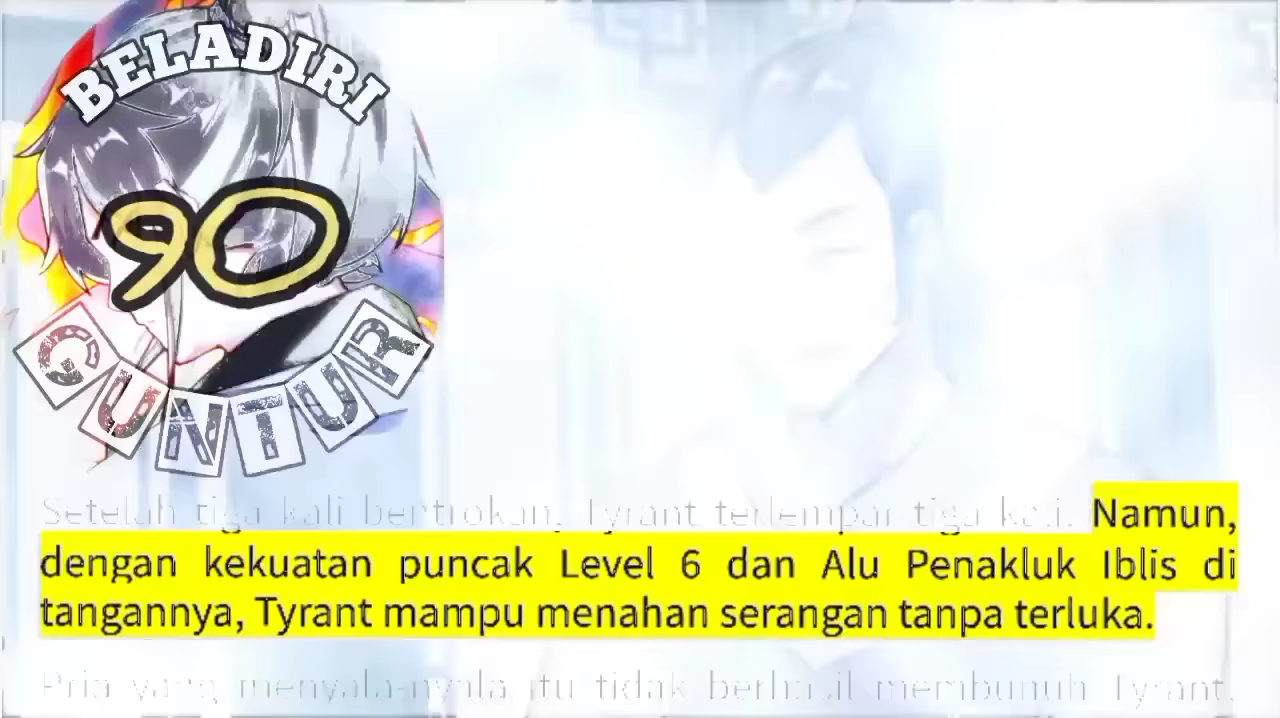 BELADIRI
90
GUNTUR
Setelah tiga kali bentrokan, Tyrant terlempar tiga kali. Namun,
dengan kekuatan puncak Level 6 dan Alu Penakluk Iblis di
tangannya, Tyrant mampu menahan serangan tanpa terluka.
Pria yang menyala-nyala itu tidak berhasil membunuh Tyrant.